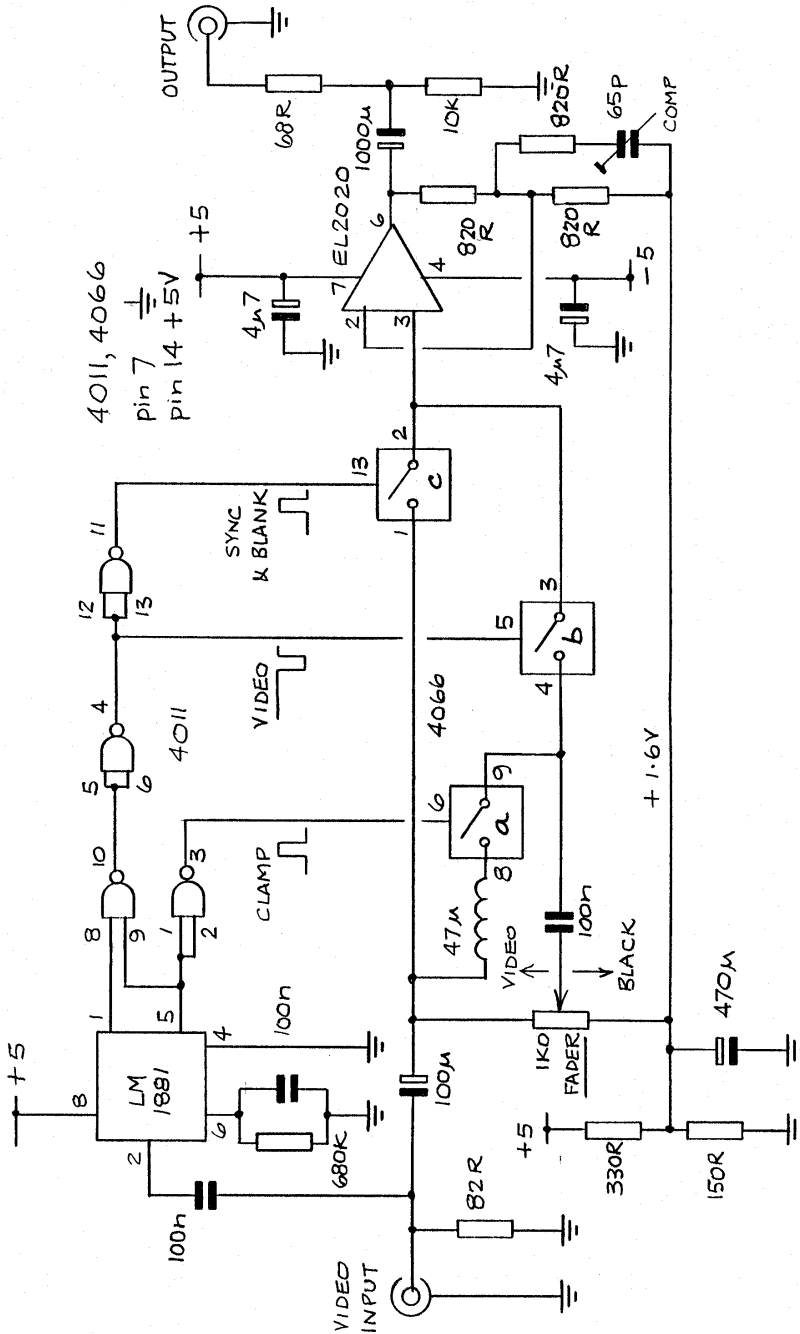 OUTPUT
68R
1000µ
10K
820R
65P
COMP
+5
EL2020
7
6
2
3
4
4µ7
820
R
820
R
4µ7
-5
4011, 4066
pin 7
pin 14 +5V
11
12
13
SYNC
& BLANK
13
1
2
c
4
5
6
4011
VIDEO
5
4
3
b
4066
10
8
9
3
1
2
CLAMP
6
8
9
a
47µ
VIDEO
BLACK
100n
1K0
FADER
+1.6V
+5
8
1
5
LM
1881
2
6
4
100n
680K
100n
100µ
470µ
+5
330R
150R
82R
VIDEO
INPUT